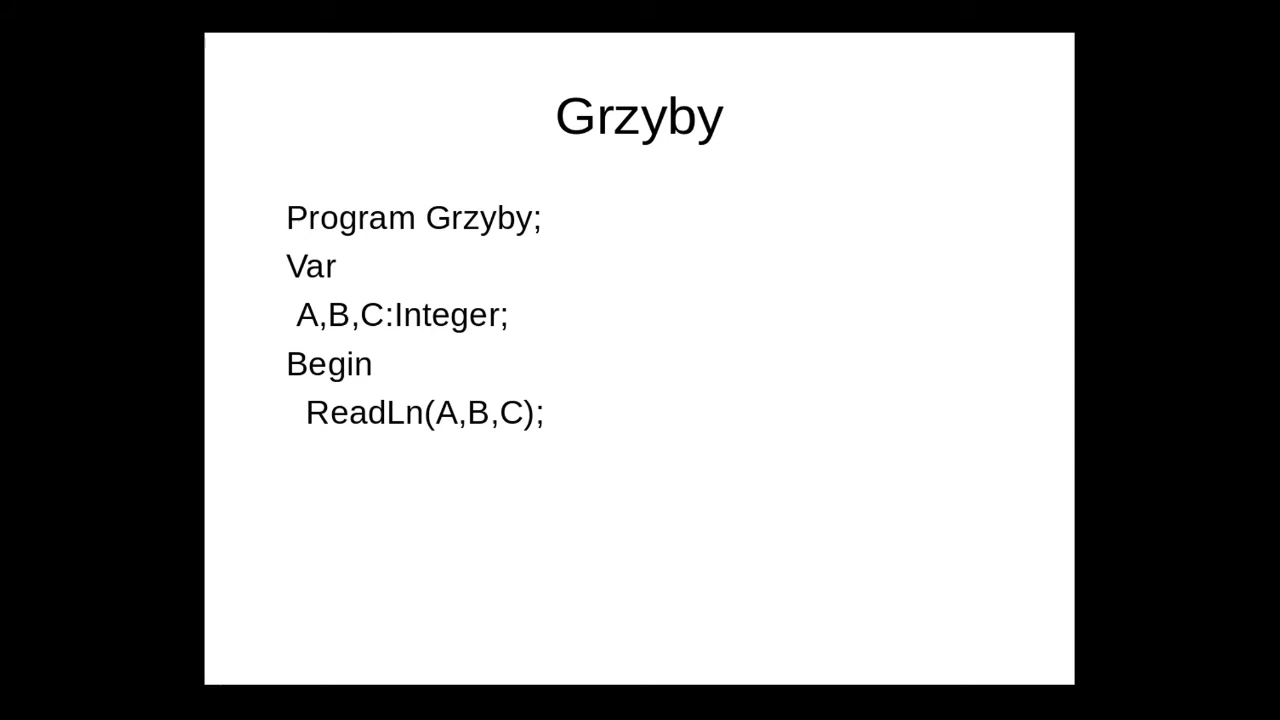 Grzyby
Program Grzyby;
Var
A,B,C:Integer;
Begin
ReadLn(A,B,C);